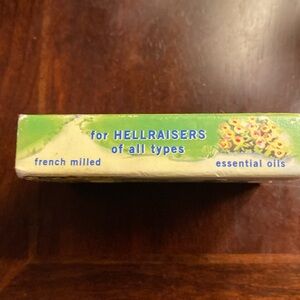 for HELLRAISERS
of all types
french milled
essential oils